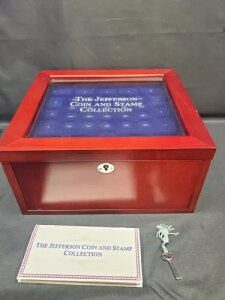 THE JEFFERSON
COIN AND STAMP
COLLECTION
THE JEFFERSON COIN AND STAMP
COLLECTION